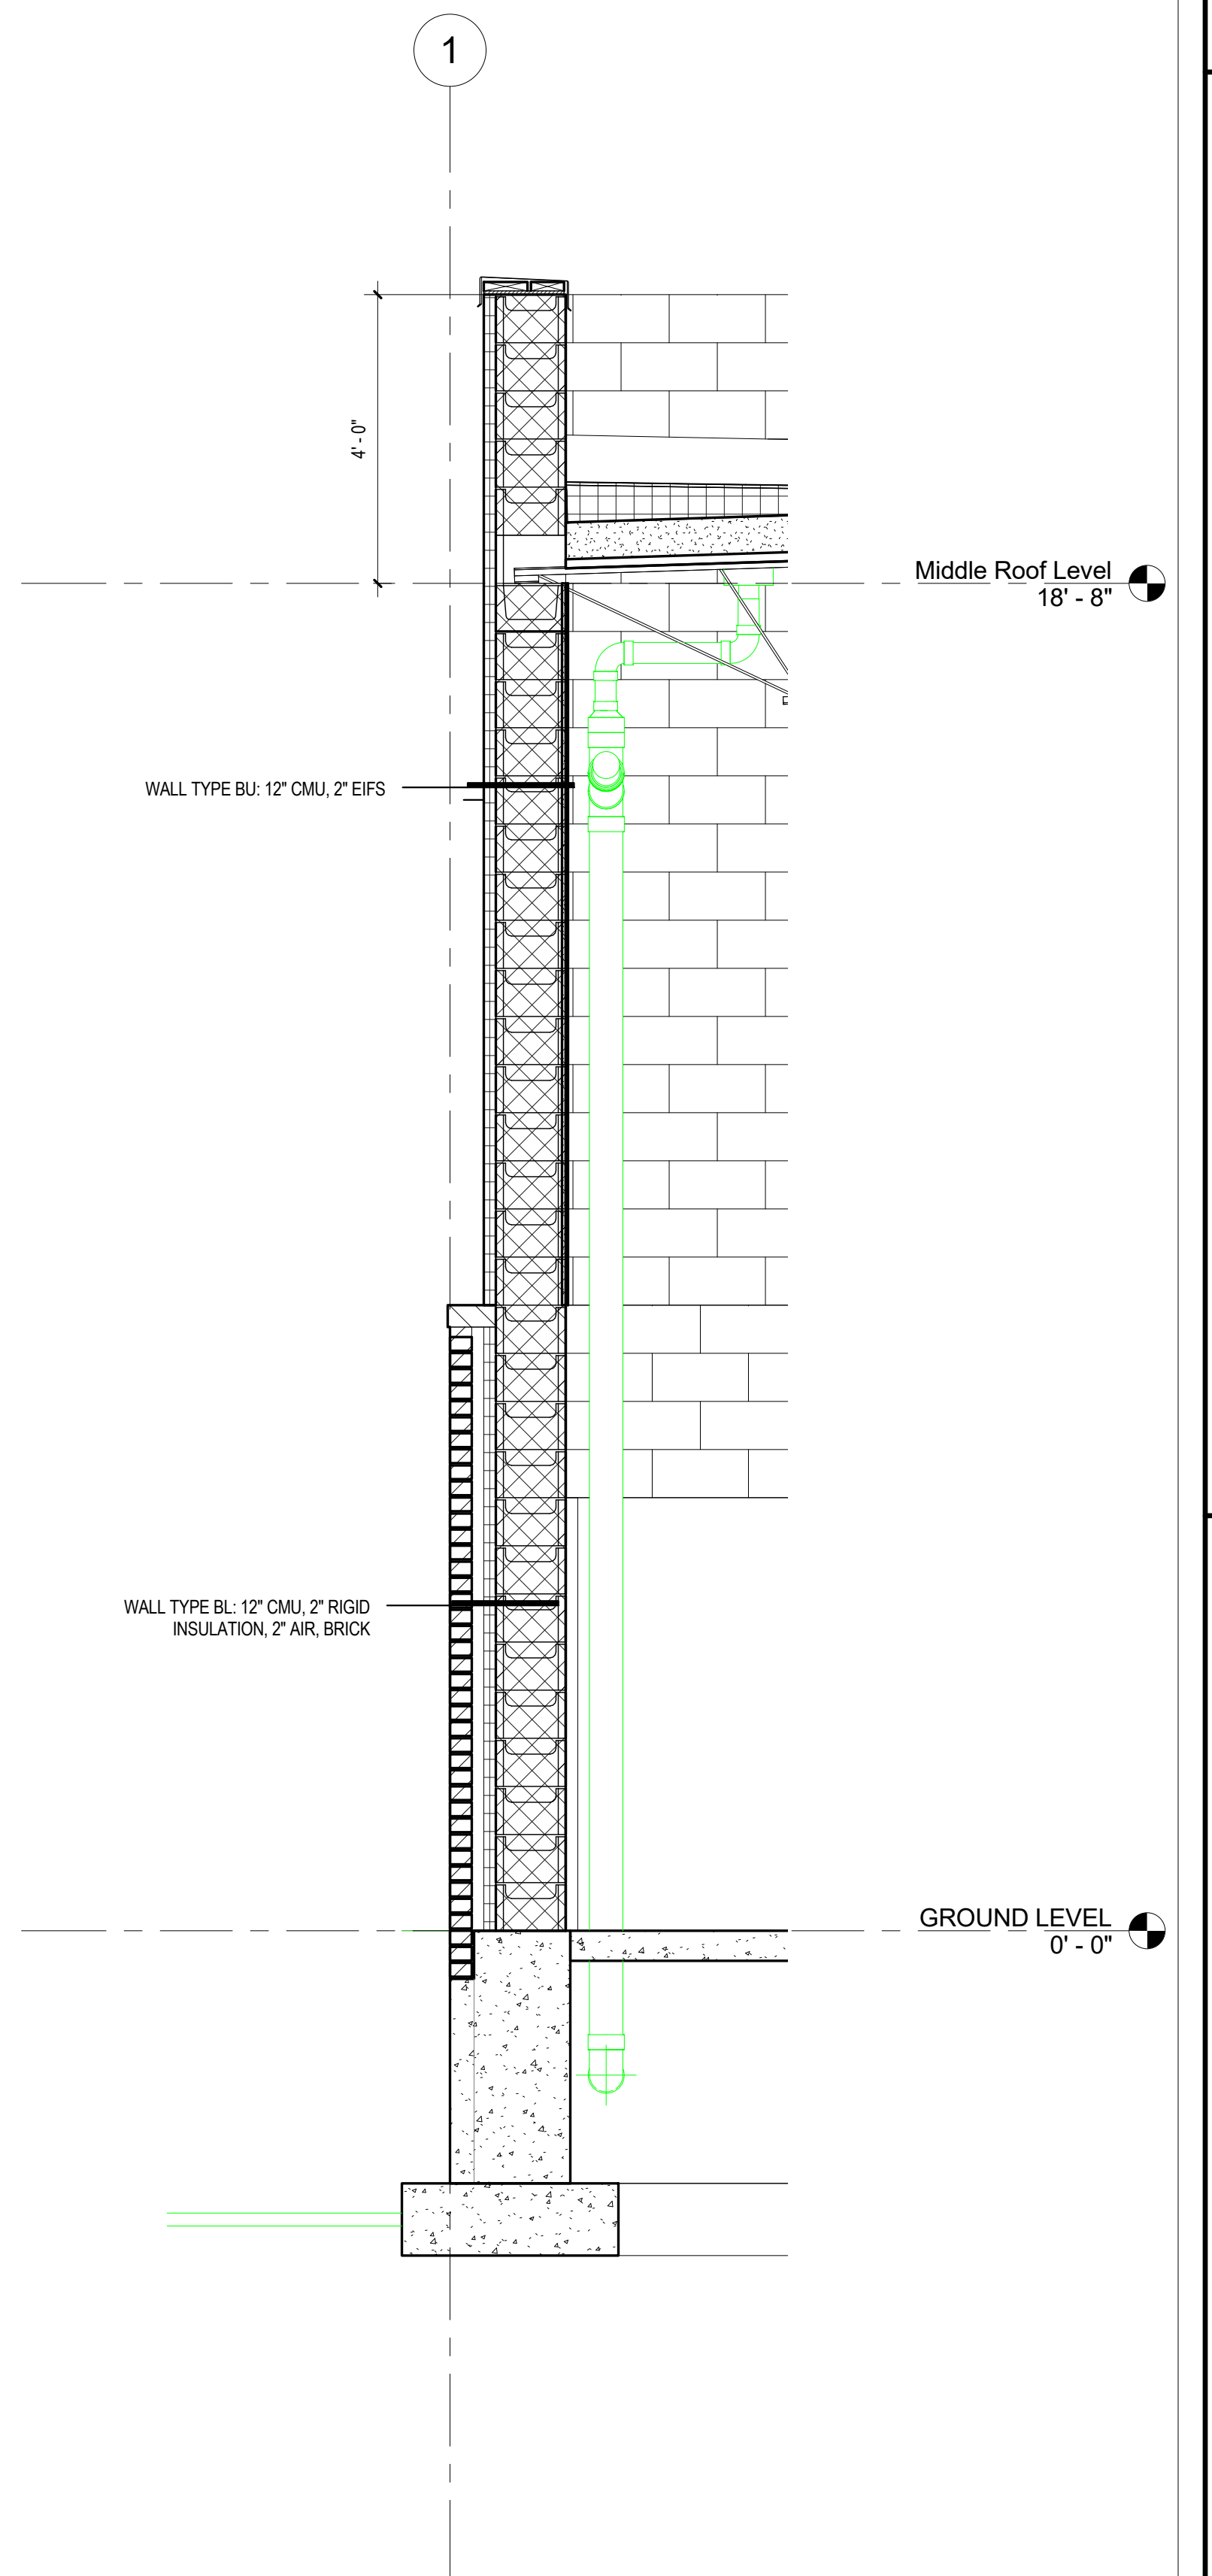 1
4' - 0"
Middle Roof Level
18' - 8"
WALL TYPE BU: 12" CMU, 2" EIFS
WALL TYPE BL: 12" CMU, 2" RIGID
INSULATION, 2" AIR, BRICK
GROUND LEVEL
0' - 0"